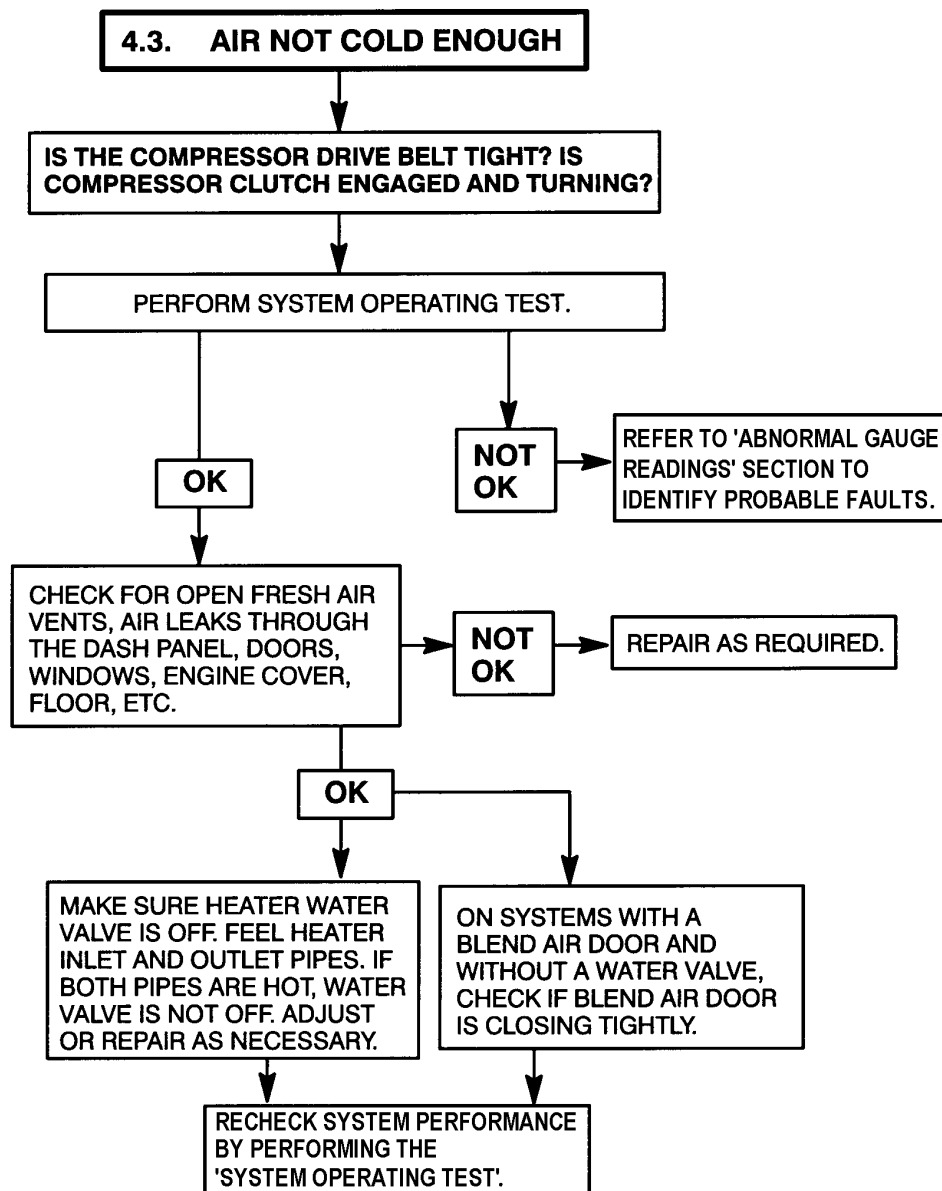 4.3. AIR NOT COLD ENOUGH
IS THE COMPRESSOR DRIVE BELT TIGHT? IS
COMPRESSOR CLUTCH ENGAGED AND TURNING?
PERFORM SYSTEM OPERATING TEST.
NOT
OK
REFER TO 'ABNORMAL GAUGE
READINGS' SECTION TO
IDENTIFY PROBABLE FAULTS.
OK
CHECK FOR OPEN FRESH AIR
VENTS, AIR LEAKS THROUGH
THE DASH PANEL, DOORS,
WINDOWS, ENGINE COVER,
FLOOR, ETC.
NOT
OK
REPAIR AS REQUIRED.
OK
MAKE SURE HEATER WATER
VALVE IS OFF. FEEL HEATER
INLET AND OUTLET PIPES. IF
BOTH PIPES ARE HOT, WATER
VALVE IS NOT OFF. ADJUST
OR REPAIR AS NECESSARY.
ON SYSTEMS WITH A
BLEND AIR DOOR AND
WITHOUT A WATER VALVE,
CHECK IF BLEND AIR DOOR
IS CLOSING TIGHTLY.
RECHECK SYSTEM PERFORMANCE
BY PERFORMING THE
'SYSTEM OPERATING TEST'.